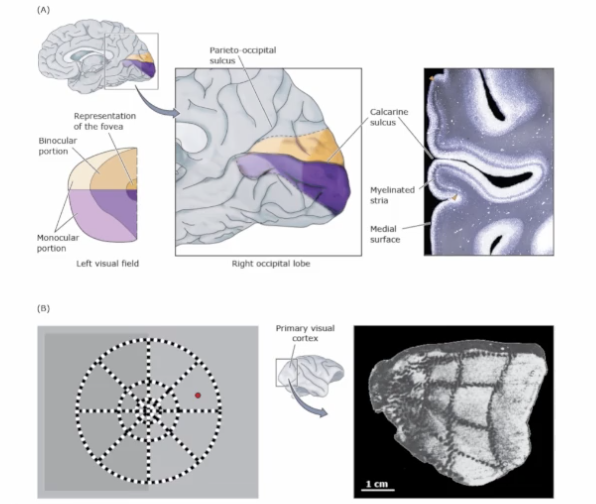 (A)
Parieto-occipital
sulcus
Representation
of the fovea
Binocular
portion
Calcarine
sulcus
Myelinated
stria
Monocular
portion
Medial
surface
Left visual field
Right occipital lobe
(B)
Primary visual
cortex
1 cm